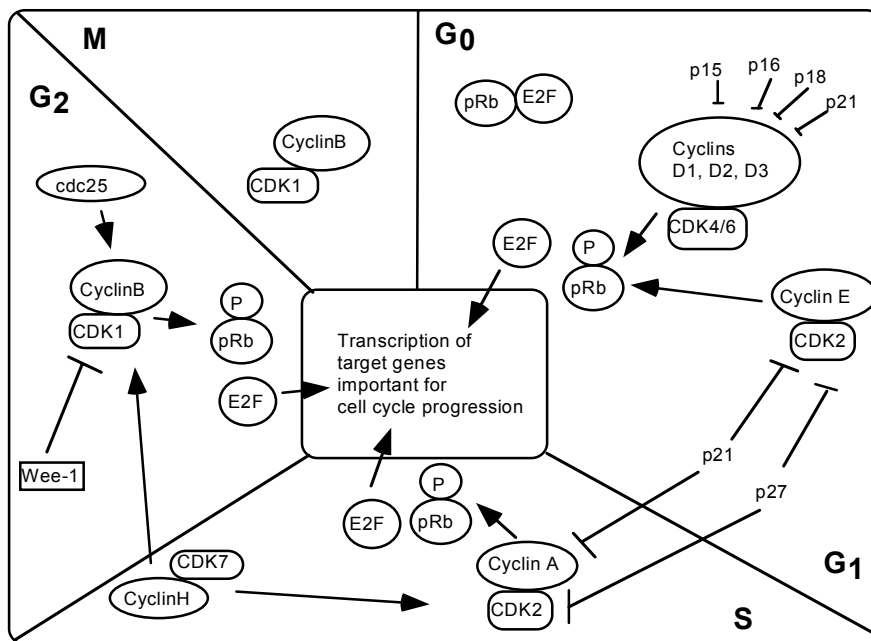 M
G0
G2
pRb
E2F
p15
p16
p18
p21
CyclinB
CDK1
Cyclins
D1, D2, D3
CDK4/6
cdc25
E2F
P
pRb
CyclinB
CDK1
P
pRb
Cyclin E
CDK2
Transcription of
target genes
important for
cell cycle progression
E2F
Wee-1
p21
p27
P
pRb
E2F
CDK7
CyclinH
Cyclin A
CDK2
G1
S